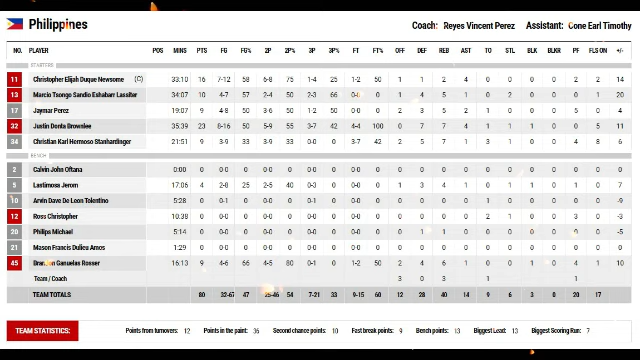 Philippines
Coach: Reyes Vincent Perez Assistant: Cone Earl Timothy
NO. PLAYER POS MINS PTS FG FG% 2P 2P% 3P 3P% FT FT% OFF DEF REB AST TO STL BLK BLKR PF FLS ON +/-
STARTERS
11 Christopher Elijah Duque Newsome (C) 33:10 16 7-12 58 6-8 75 1-4 25 1-2 50 1 1 2 4 0 0 0 0 2 2 14
13 Marcio Tsongo Sandio Eshabarr Lassiter 34:07 10 4-7 57 2-4 50 2-3 66 0-0 0 1 4 5 1 0 2 0 0 0 1 20
17 Jaymar Perez 19:07 9 4-8 50 3-6 50 1-2 50 0-0 0 2 3 5 2 1 0 0 0 5 0 4
32 Justin Donta Brownlee 35:39 23 8-16 50 5-9 55 3-7 42 4-4 100 0 7 7 4 1 1 1 0 0 5 11
34 Christian Karl Hermoso Stanhardinger 21:51 9 3-9 33 3-9 33 0-0 0 3-7 42 2 5 7 1 0 1 0 0 4 8 6
BENCH
2 Calvin John Oftana 0:00 0 0-0 0 0-0 0 0-0 0 0-0 0 0 0 0 0 0 0 0 0 0 0 0
5 Lastimosa Jerom 17:06 4 2-8 25 2-5 40 0-3 0 0-0 0 1 3 4 1 0 1 0 0 1 0 7
10 Arvin Dave De Leon Tolentino 5:28 0 0-1 0 0-0 0 0-1 0 0-0 0 0 0 0 0 0 0 0 0 0 0 -9
12 Ross Christopher 10:38 0 0-0 0 0-0 0 0-0 0 0-0 0 0 0 0 0 2 1 0 0 3 0 -3
20 Philips Michael 5:14 0 0-0 0 0-0 0 0-0 0 0-0 0 0 1 1 0 0 0 0 0 0 -5
21 Mason Francis Dulieu Amos 1:29 0 0-0 0 0-0 0 0-0 0 0-0 0 0 0 0 0 0 0 0 0 0 0 0
45 Brandon Ganuelas Rosser 16:13 9 4-6 66 4-5 80 0-1 0 1-2 50 2 4 6 1 0 0 1 0 4 1 10
Team / Coach 3 0 3 1 1
TEAM TOTALS 80 32-67 47 25-46 54 7-21 33 9-15 60 12 28 40 14 9 6 3 0 20 17
TEAM STATISTICS: Points from turnovers: 12 Points in the paint: 36 Second chance points: 10 Fast break points: 9 Bench points: 13 Biggest Lead: 13 Biggest Scoring Run: 7